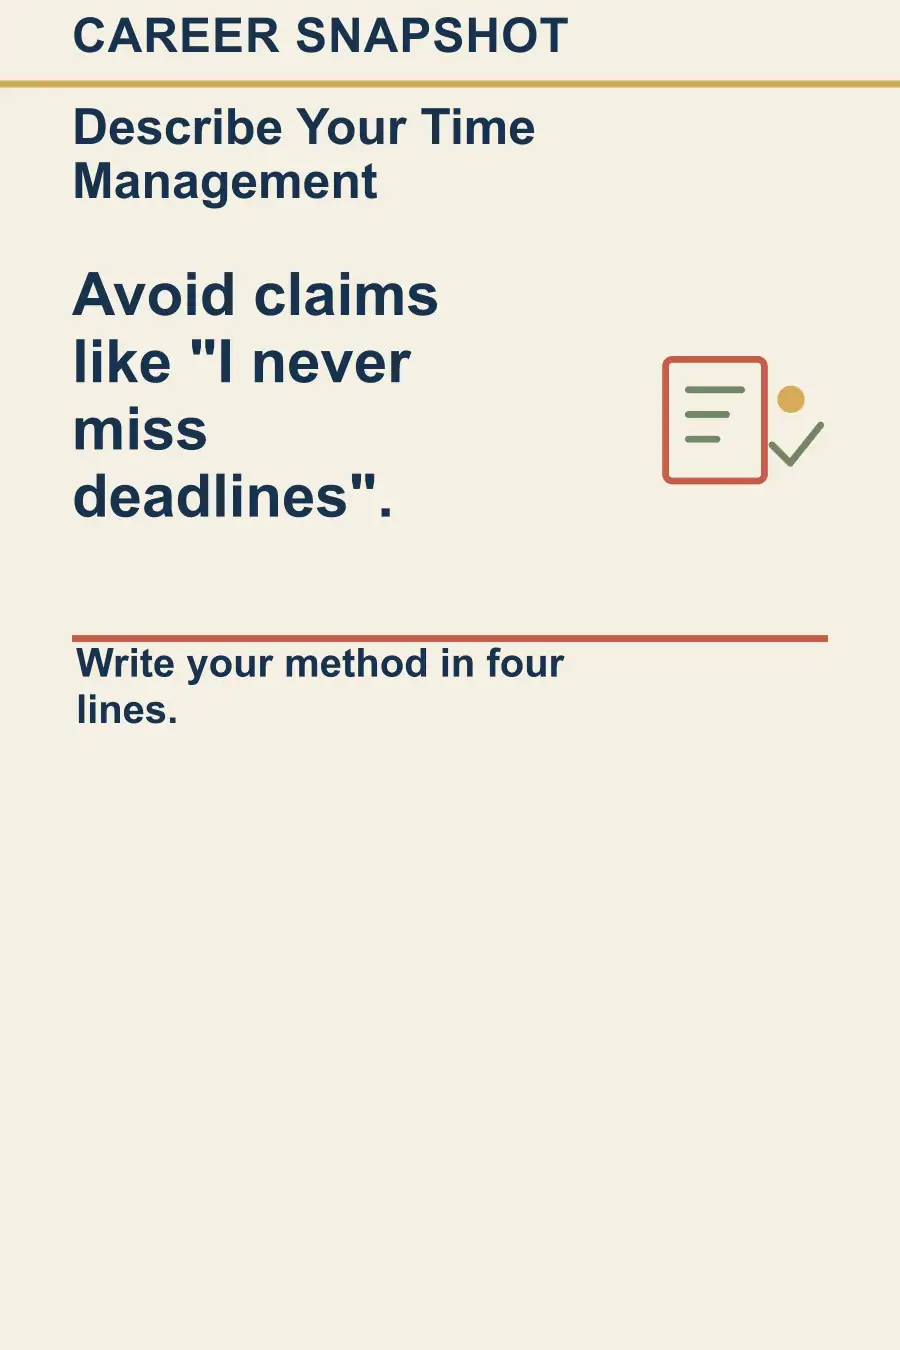 CAREER SNAPSHOT
Describe Your Time
Management
Avoid claims
like "I never
miss
deadlines".
Write your method in four
lines.